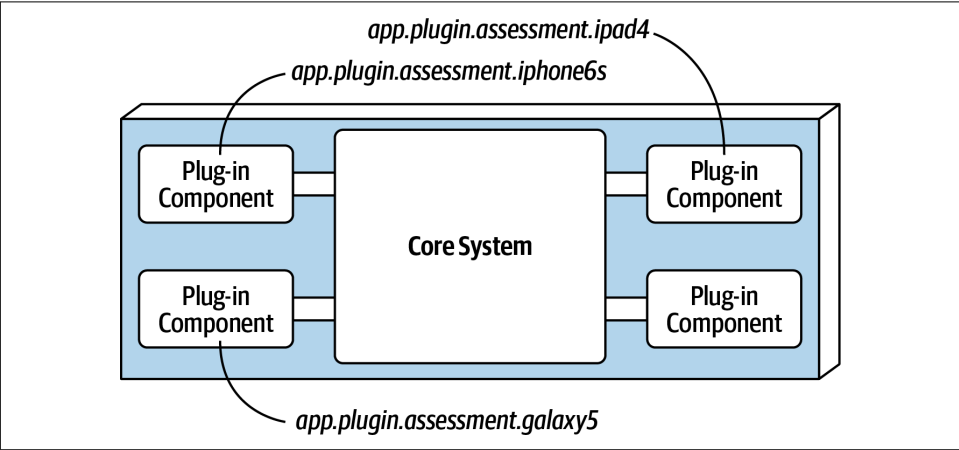 app.plugin.assessment.ipad4
app.plugin.assessment.iphone6s
Plug-in
Component
Plug-in
Component
Core System
Plug-in
Component
Plug-in
Component
app.plugin.assessment.galaxy5